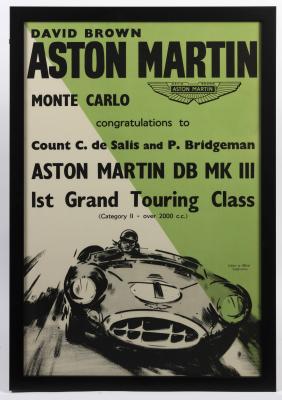 DAVID BROWN
ASTON MARTIN
ASTON MARTIN
MONTE CARLO
congratulations to
Count C. de Salis and P. Bridgeman
ASTON MARTIN DB MK III
1st Grand Touring Class
(Category II - over 2000 c.c.)
1